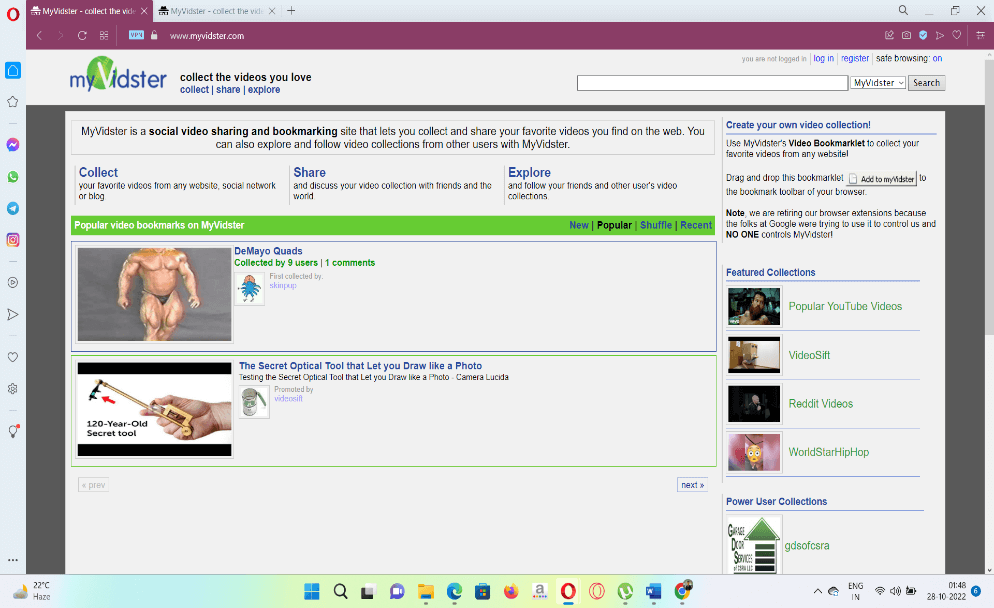 MyVidster - collect the vide
MyVidster - collect the vide
VPN
www.myvidster.com
you are not logged in log in register safe browsing: on
myVidster
collect the videos you love
collect | share | explore
MyVidster
Search
MyVidster is a social video sharing and bookmarking site that lets you collect and share your favorite videos you find on the web. You
can also explore and follow video collections from other users with MyVidster.
Collect
your favorite videos from any website, social network
or blog
Share
and discuss your video collection with friends and the
world
Explore
and follow your friends and other user's video
collections
Popular video bookmarks on MyVidster
New | Popular | Shuffle | Recent
DeMayo Quads
Collected by 9 users | 1 comments
First collected by:
skinpup
The Secret Optical Tool that Let you Draw like a Photo
Testing the Secret Optical Tool that Let you Draw like a Photo - Camera Lucida
Promoted by
videosift
120-Year-Old
Secret tool
« prev
next »
Create your own video collection!
Use MyVidster's Video Bookmarklet to collect your
favorite videos from any website!
Drag and drop this bookmarklet Add to myVidster to
the bookmark toolbar of your browser.
Note, we are retiring our browser extensions because
the folks at Google were trying to use it to control us and
NO ONE controls MyVidster!
Featured Collections
Popular YouTube Videos
VideoSift
Reddit Videos
WorldStarHipHop
Power User Collections
GARAGE
DOOR
SERVICES
gdsofcsra
22°C
Haze
ENG
IN
01:48
28-10-2022
6